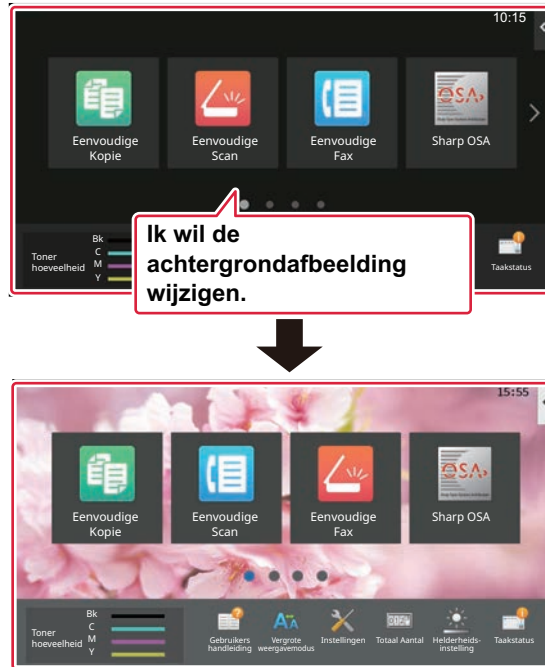 10:15
Eenvoudige
Kopie
Eenvoudige
Scan
Eenvoudige
Fax
OSA
Sharp OSA
Toner
hoeveelheid
Bk
C
M
Y
Ik wil de
achtergrondafbeelding
wijzigen.
Taakstatus
15:55
Eenvoudige
Kopie
Eenvoudige
Scan
Eenvoudige
Fax
OSA
Sharp OSA
Toner
hoeveelheid
Bk
C
M
Y
Gebruikers
handleiding
Vergrote
weergavemodus
Instellingen
Totaal Aantal
Helderheids-
instelling
Taakstatus